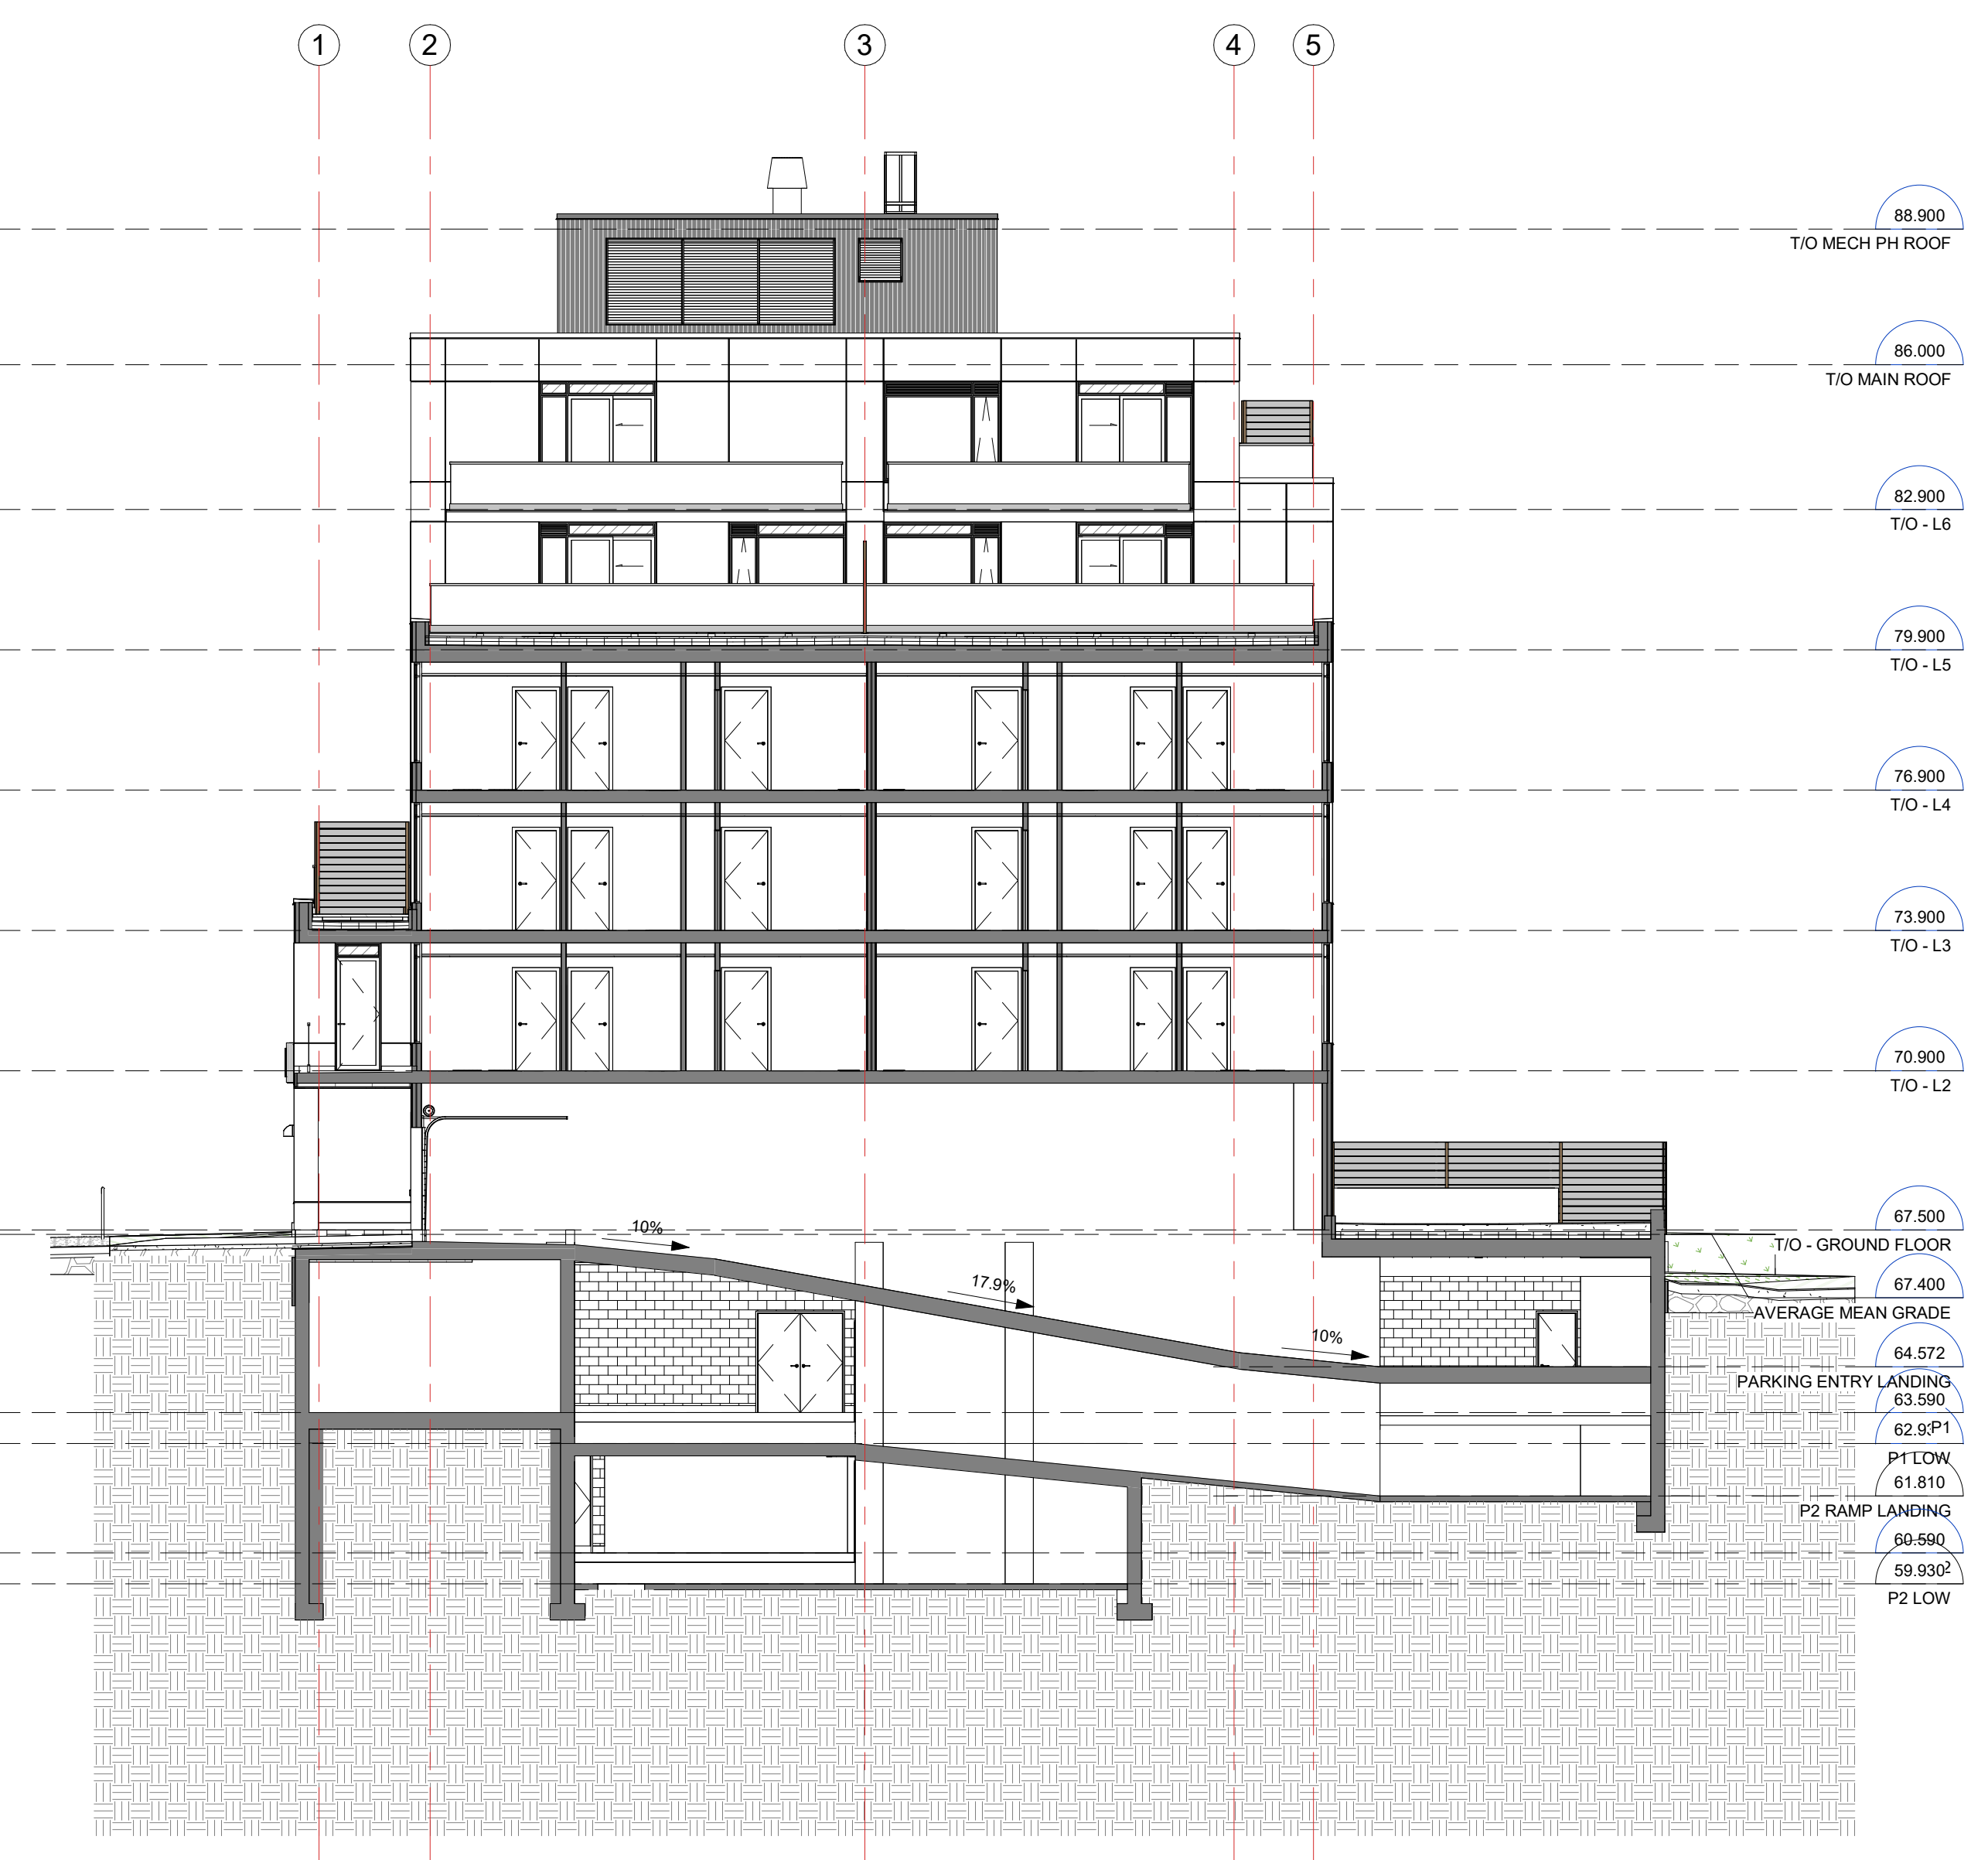 1 2 3 4 5
88.900
T/O MECH PH ROOF
86.000
T/O MAIN ROOF
82.900
T/O - L6
79.900
T/O - L5
76.900
T/O - L4
73.900
T/O - L3
70.900
T/O - L2
67.500
10%
T/O - GROUND FLOOR
67.400
17.9%
AVERAGE MEAN GRADE
10%
64.572
PARKING ENTRY LANDING
63.590
P1
P1 LOW
61.810
P2 RAMP LANDING
60.590
59.930
P2 LOW